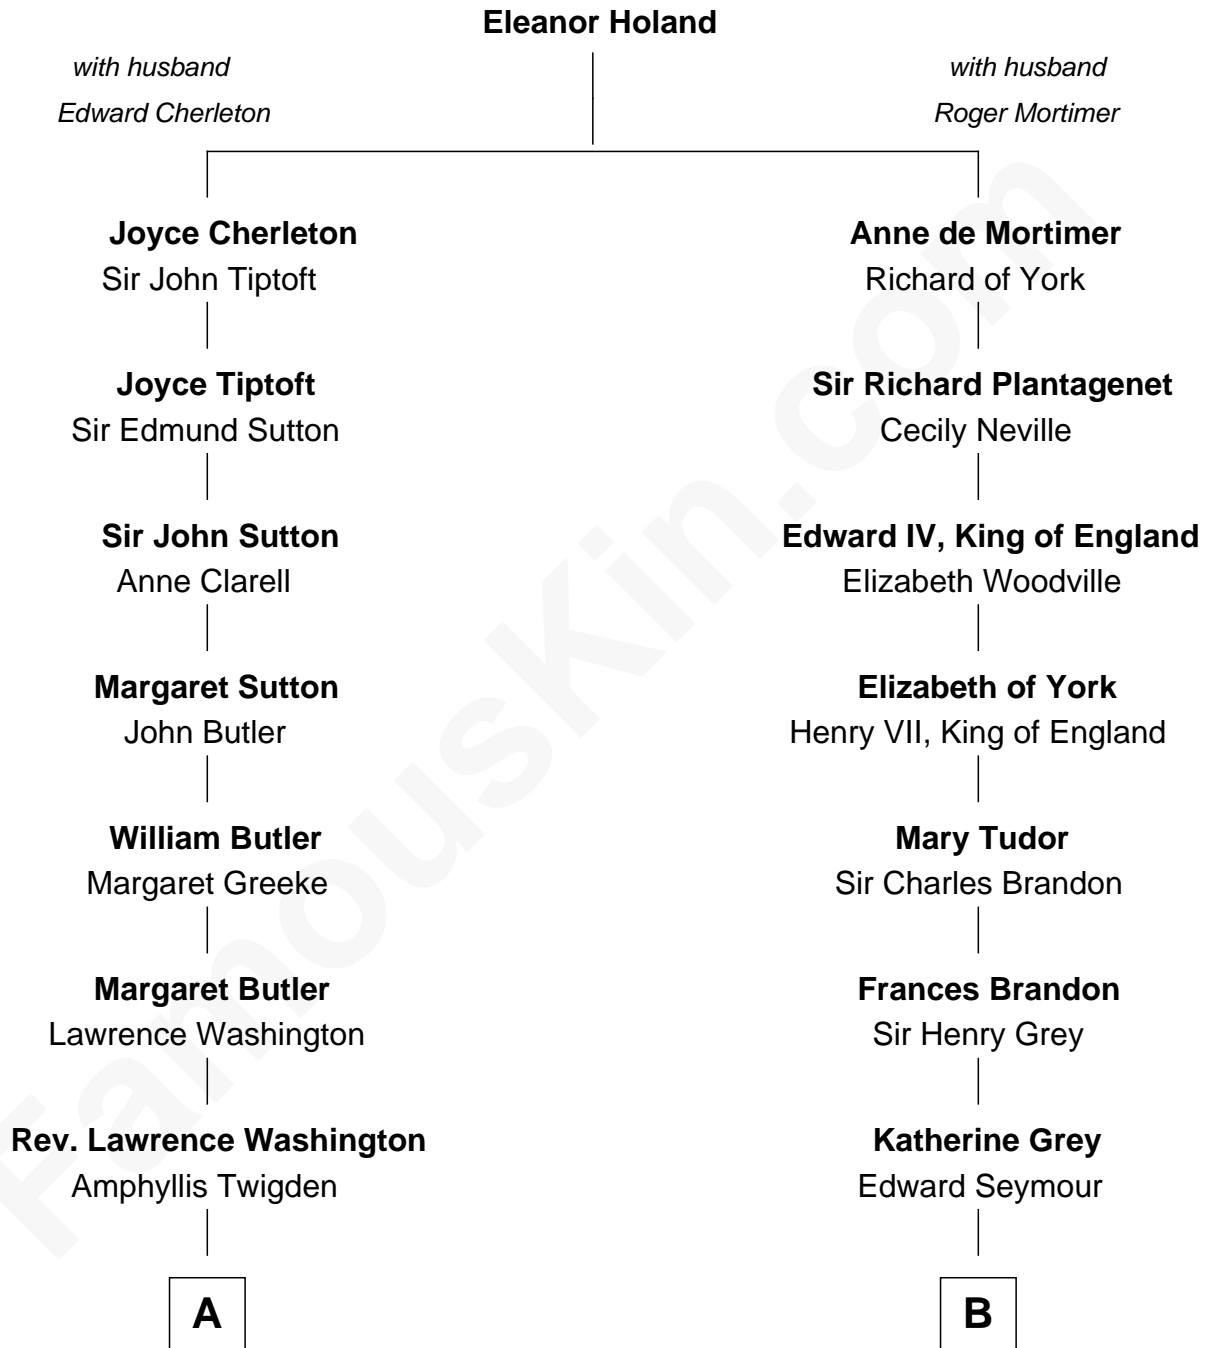 Eleanor Holand
with husband
Edward Cherleton
with husband
Roger Mortimer
Joyce Cherleton
Sir John Tiptoft
Anne de Mortimer
Richard of York
Joyce Tiptoft
Sir Edmund Sutton
Sir Richard Plantagenet
Cecily Neville
Sir John Sutton
Anne Clarell
Edward IV, King of England
Elizabeth Woodville
Margaret Sutton
John Butler
Elizabeth of York
Henry VII, King of England
William Butler
Margaret Greeke
Mary Tudor
Sir Charles Brandon
Margaret Butler
Lawrence Washington
Frances Brandon
Sir Henry Grey
Rev. Lawrence Washington
Amphyllis Twigden
Katherine Grey
Edward Seymour
A
B
FamousKin.com